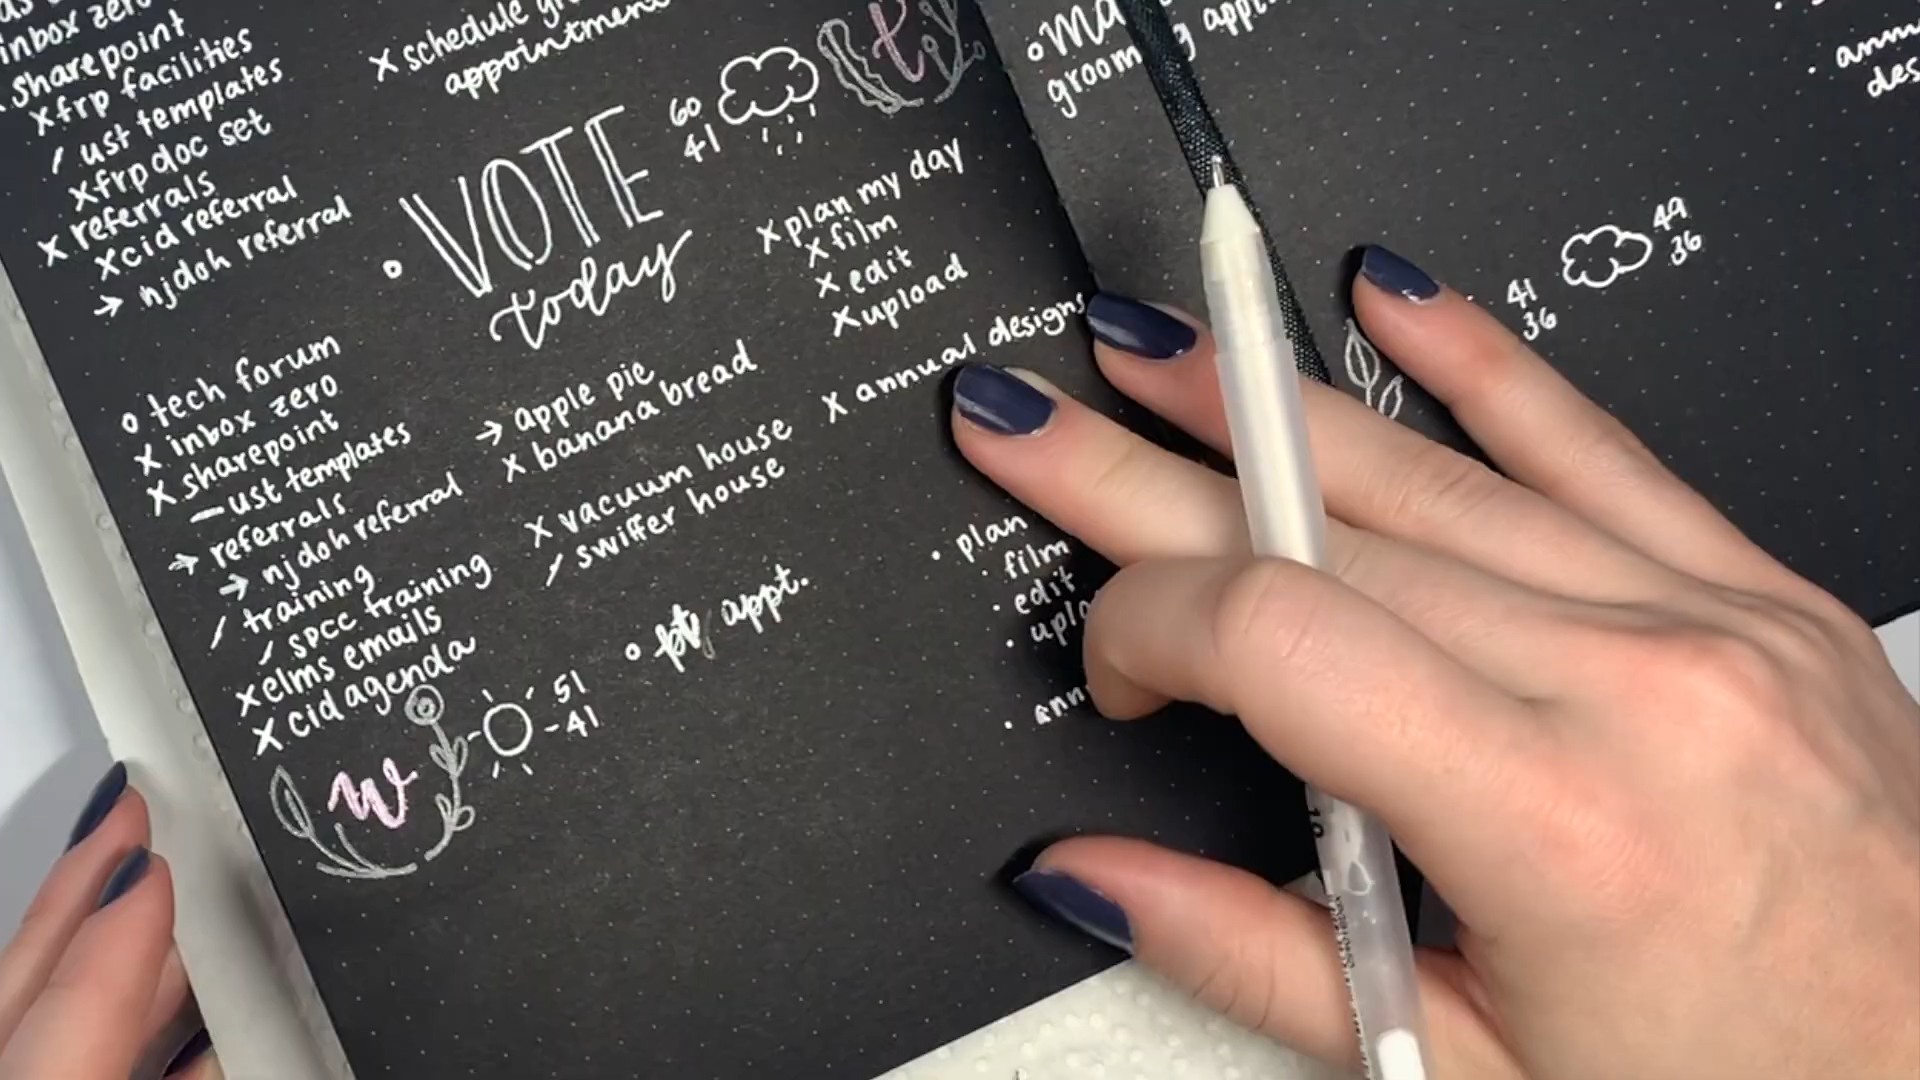 inbox zero
x sharepoint
x frp facilities
/ ust templates
x frp doc set
x referrals
x cid referral
→ njdoh referral
x schedule
appointment
t
60
41
• VOTE
today
x plan my day
x film
x edit
x upload
x annual designs
o tech forum
x inbox zero
x sharepoint
— ust templates
→ referrals
→ njdoh referral
/ training
/ spcc training
x elms emails
x cid agenda
→ apple pie
x banana bread
x vacuum house
/ swiffer house
w
51
41
o appt.
• plan
• film
• edit
•
•
o
grooming
41
36
49
36
•